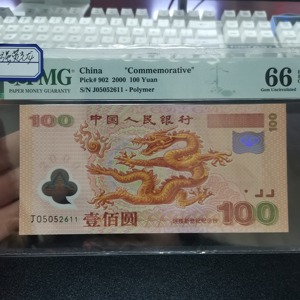 PMG
PAPER MONEY GUARANTY
China "Commemorative"
Pick# 902 2000 100 Yuan
S/N J05052611 - Polymer
66
Gem Uncirculated
100 中国人民银行
100
J05052611
壹佰圆
100